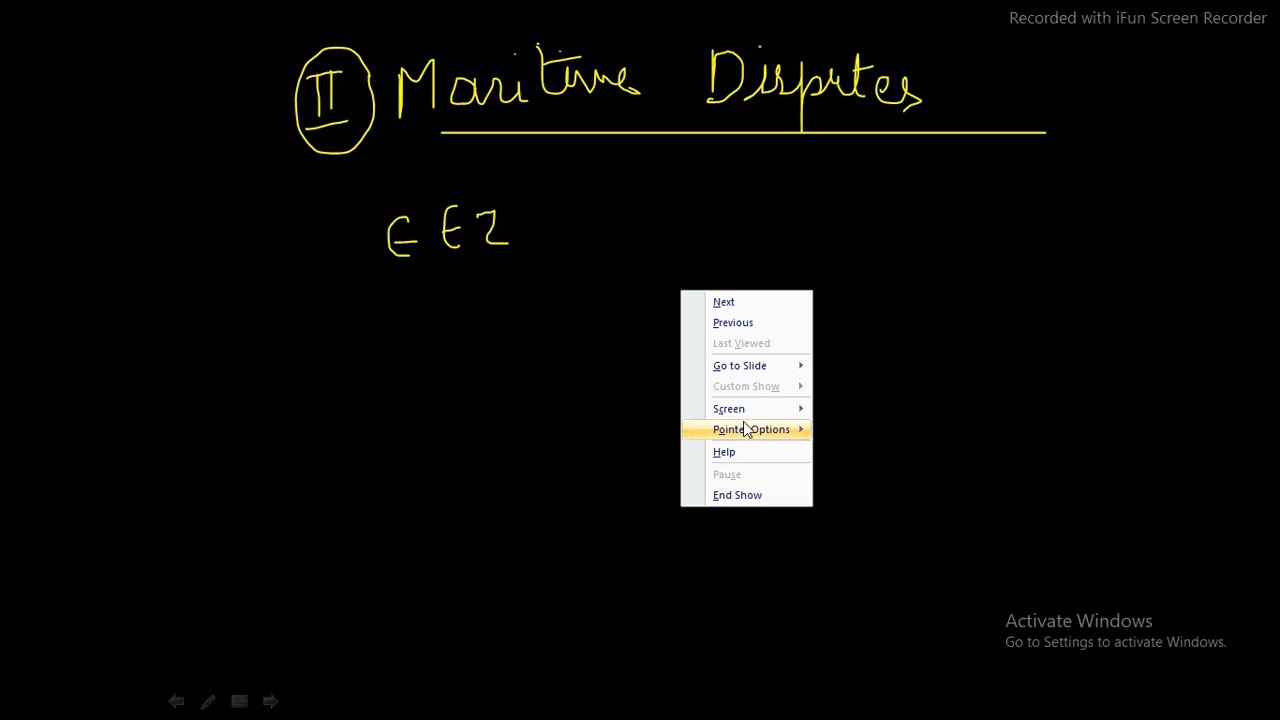 Recorded with iFun Screen Recorder
II Maritime Disputes
EEZ
Next
Previous
Last Viewed
Go to Slide
Custom Show
Screen
Pointer Options
Help
Pause
End Show
Activate Windows
Go to Settings to activate Windows.